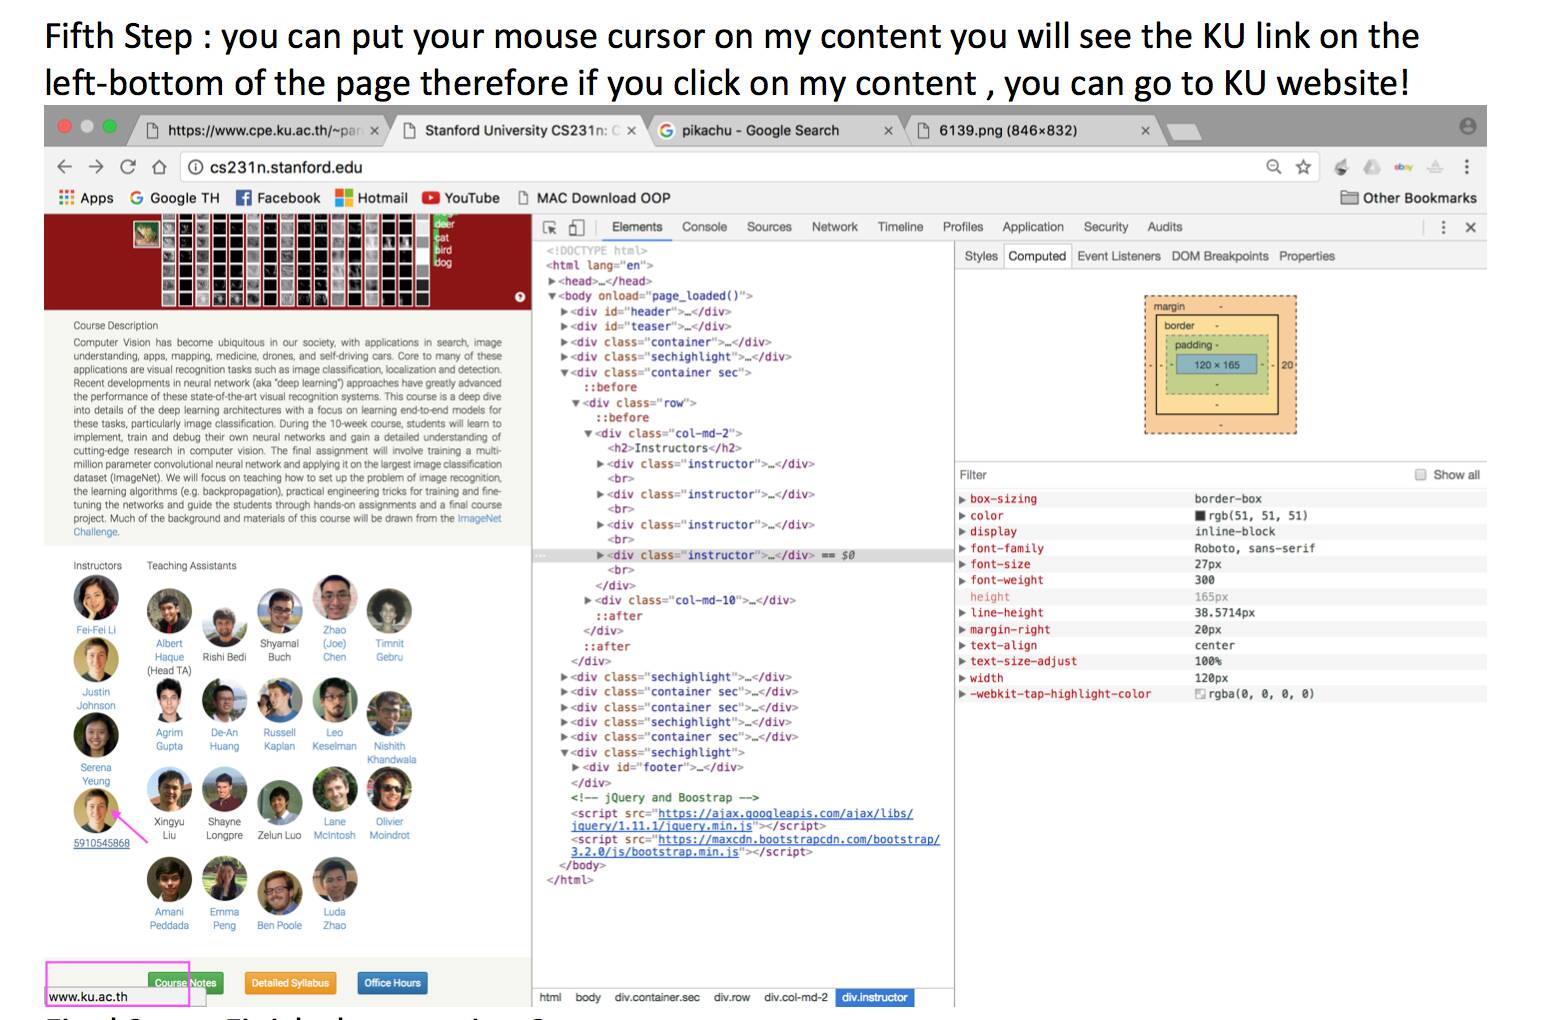 Fifth Step : you can put your mouse cursor on my content you will see the KU link on the
left-bottom of the page therefore if you click on my content , you can go to KU website!
https://www.cpe.ku.ac.th/~par
Stanford University CS231n: C
pikachu - Google Search
6139.png (846×832)
cs231n.stanford.edu
Apps
Google TH
Facebook
Hotmail
YouTube
MAC Download OOP
Other Bookmarks
deer
cat
bird
dog
Course Description
Computer Vision has become ubiquitous in our society, with applications in search, image
understanding, apps, mapping, medicine, drones, and self-driving cars. Core to many of these
applications are visual recognition tasks such as image classification, localization and detection.
Recent developments in neural network (aka "deep learning") approaches have greatly advanced
the performance of these state-of-the-art visual recognition systems. This course is a deep dive
into details of the deep learning architectures with a focus on learning end-to-end models for
these tasks, particularly image classification. During the 10-week course, students will learn to
implement, train and debug their own neural networks and gain a detailed understanding of
cutting-edge research in computer vision. The final assignment will involve training a multi-
million parameter convolutional neural network and applying it on the largest image classification
dataset (ImageNet). We will focus on teaching how to set up the problem of image recognition,
the learning algorithms (e.g. backpropagation), practical engineering tricks for training and fine-
tuning the networks and guide the students through hands-on assignments and a final course
project. Much of the background and materials of this course will be drawn from the ImageNet
Challenge.
Instructors
Teaching Assistants
Fei-Fei Li
Justin
Johnson
Serena
Yeung
5910545868
Albert
Haque
(Head TA)
Rishi Bedi
Shyamal
Buch
Zhao
(Joe)
Chen
Timnit
Gebru
Agrim
Gupta
De-An
Huang
Russell
Kaplan
Leo
Keselman
Nishith
Khandwala
Xingyu
Liu
Shayne
Longpre
Zelun Luo
Lane
McIntosh
Olivier
Moindrot
Amani
Peddada
Emma
Peng
Ben Poole
Luda
Zhao
Course Notes
Detailed Syllabus
Office Hours
www.ku.ac.th
Elements Console Sources Network Timeline Profiles Application Security Audits
<!DOCTYPE html>
<html lang="en">
<head>…</head>
<body onload="page_loaded()">
<div id="header">…</div>
<div id="teaser">…</div>
<div class="container">…</div>
<div class="sechighlight">…</div>
<div class="container sec">
::before
<div class="row">
::before
<div class="col-md-2">
<h2>Instructors</h2>
<div class="instructor">…</div>
<br>
<div class="instructor">…</div>
<br>
<div class="instructor">…</div>
<br>
<div class="instructor">…</div> == $0
<br>
</div>
<div class="col-md-10">…</div>
::after
</div>
::after
</div>
<div class="sechighlight">…</div>
<div class="container sec">…</div>
<div class="container sec">…</div>
<div class="sechighlight">…</div>
<div class="container sec">…</div>
<div class="sechighlight">
<div id="footer">…</div>
</div>
<!-- jQuery and Boostrap -->
<script src="https://ajax.googleapis.com/ajax/libs/
jquery/1.11.1/jquery.min.js"></script>
<script src="https://maxcdn.bootstrapcdn.com/bootstrap/
3.2.0/js/bootstrap.min.js"></script>
</body>
</html>
html body div.container.sec div.row div.col-md-2 div.instructor
Styles Computed Event Listeners DOM Breakpoints Properties
margin -
border -
padding -
120 × 165
20
Filter
Show all
box-sizing border-box
color rgb(51, 51, 51)
display inline-block
font-family Roboto, sans-serif
font-size 27px
font-weight 300
height 165px
line-height 38.5714px
margin-right 20px
text-align center
text-size-adjust 100%
width 120px
-webkit-tap-highlight-color rgba(0, 0, 0, 0)